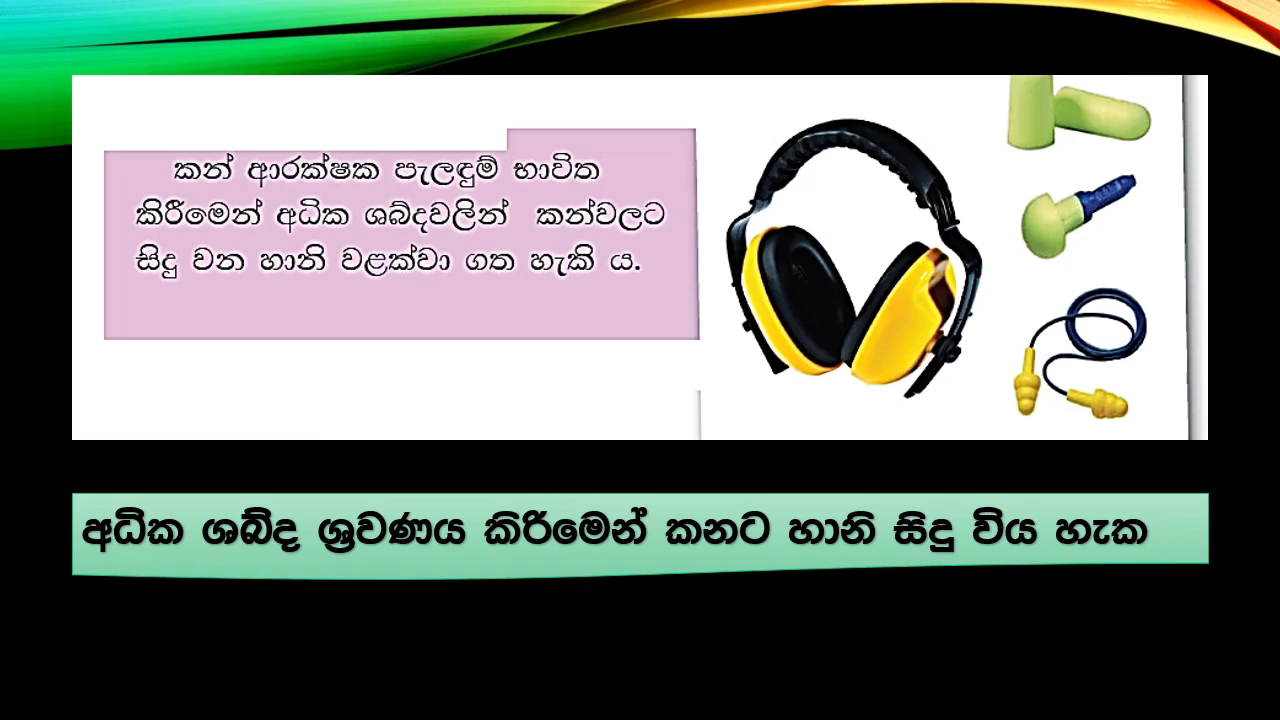 කන් ආරක්ෂක පැලඳුම් භාවිත
කිරීමෙන් අධික ශබ්දවලින් කන්වලට
සිදු වන හානි වළක්වා ගත හැකි ය.
අධික ශබ්ද ශ්‍රවණය කිරිමෙන් කනට හානි සිදු විය හැක